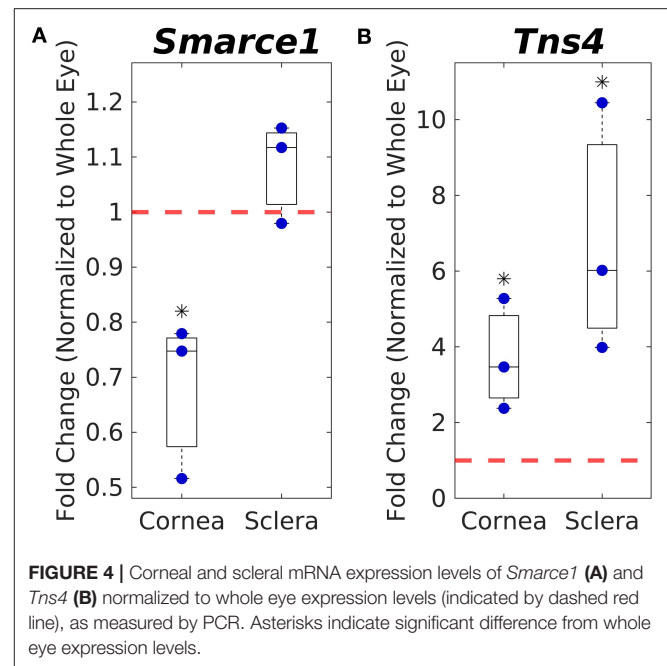 A
Smarce1
Fold Change (Normalized to Whole Eye)
1.2
1.1
1
0.9
0.8
0.7
0.6
0.5
*
Cornea Sclera
B
Tns4
Fold Change (Normalized to Whole Eye)
10
8
6
4
2
0
*
*
Cornea Sclera
FIGURE 4 | Corneal and scleral mRNA expression levels of Smarce1 (A) and
Tns4 (B) normalized to whole eye expression levels (indicated by dashed red
line), as measured by PCR. Asterisks indicate significant difference from whole
eye expression levels.